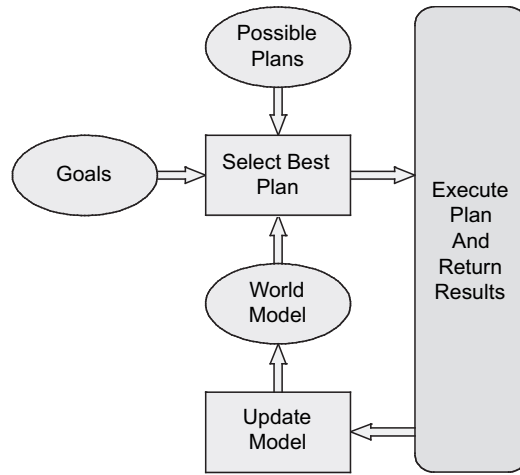 Possible
Plans
Goals
Select Best
Plan
Execute
Plan
And
Return
Results
World
Model
Update
Model